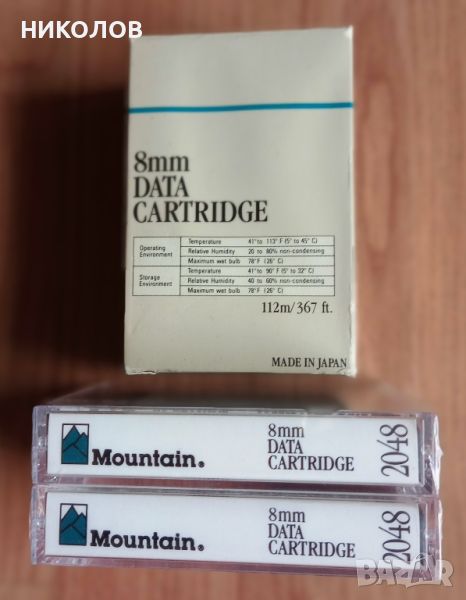 НИКОЛОВ
8mm
DATA
CARTRIDGE
Operating Environment Temperature 41° to 113° F (5° to 45° C)
Relative Humidity 20 to 80% non-condensing
Maximum wet bulb 78° F (26° C)
Storage Environment Temperature 41° to 90° F (5° to 32° C)
Relative Humidity 40 to 60% non-condensing
Maximum wet bulb 78° F (26° C)
112m/367 ft.
MADE IN JAPAN
Mountain®
8mm
DATA
CARTRIDGE
2048
Mountain®
8mm
DATA
CARTRIDGE
2048
BAZAR